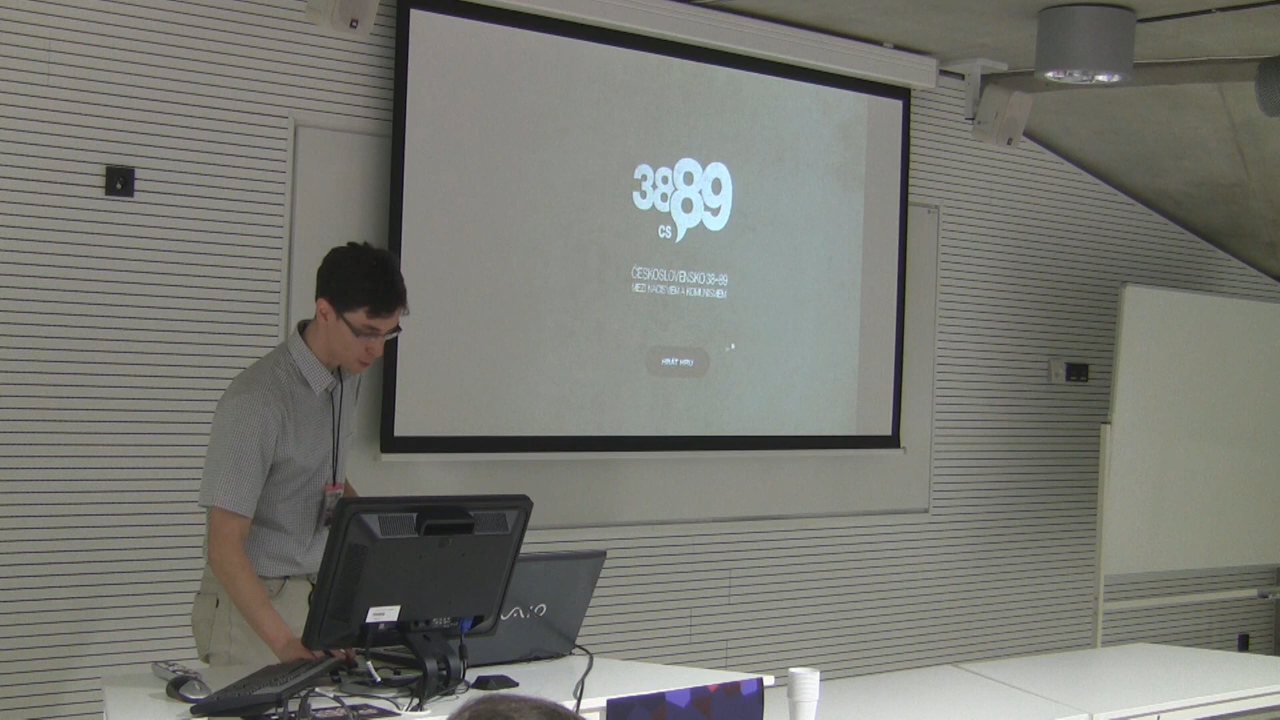 3889
CS
ČESKOSLOVENSKO 38-89
MEZI NACISMEM A KOMUNISMEM
HRÁT HRU
VAIO